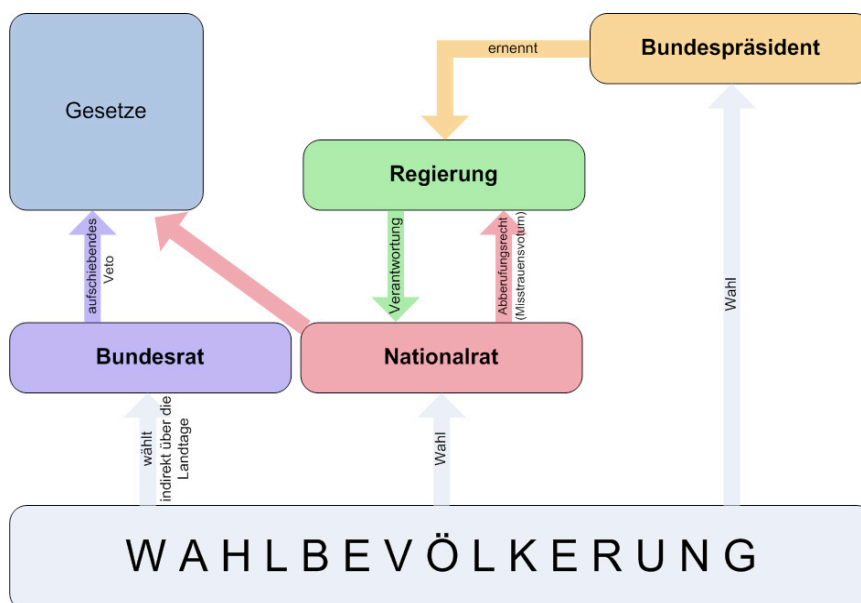 Gesetze
ernennt
Bundespräsident
Regierung
aufschiebendes
Veto
Verantwortung
Abberufungsrecht
(Misstrauensvotum)
Wahl
Bundesrat
Nationalrat
wählt
indirekt über die
Landtage
Wahl
WAHLBEVÖLKERUNG